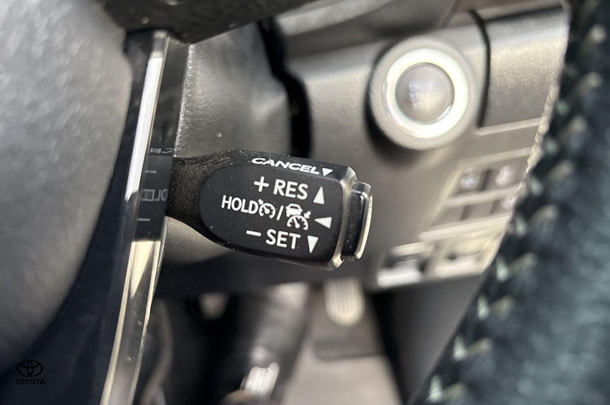 CANCEL▼
+ RES ▲
HOLD / ◀
− SET ▼
TOYOTA